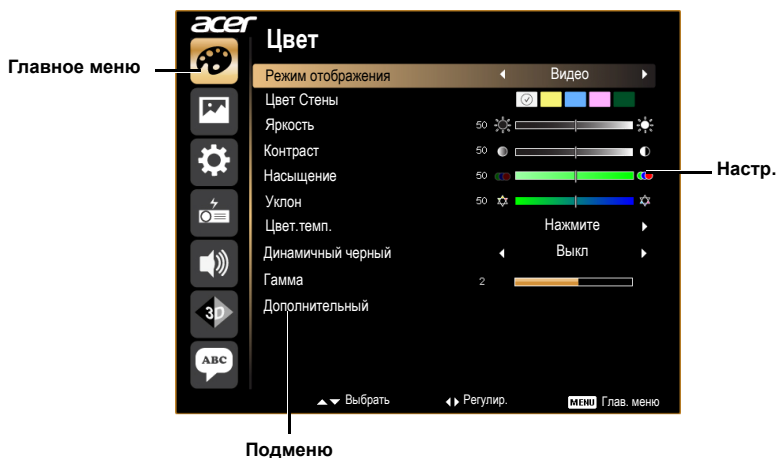 acer
Цвет
Главное меню
Режим отображения Видео
Цвет Стены
Яркость 50
Контраст 50
Насыщение 50
Настр.
Уклон 50
Цвет.темп. Нажмите
Динамичный черный Выкл
Гамма 2
Дополнительный
3D
ABC
Выбрать Регулир. MENU Глав. меню
Подменю